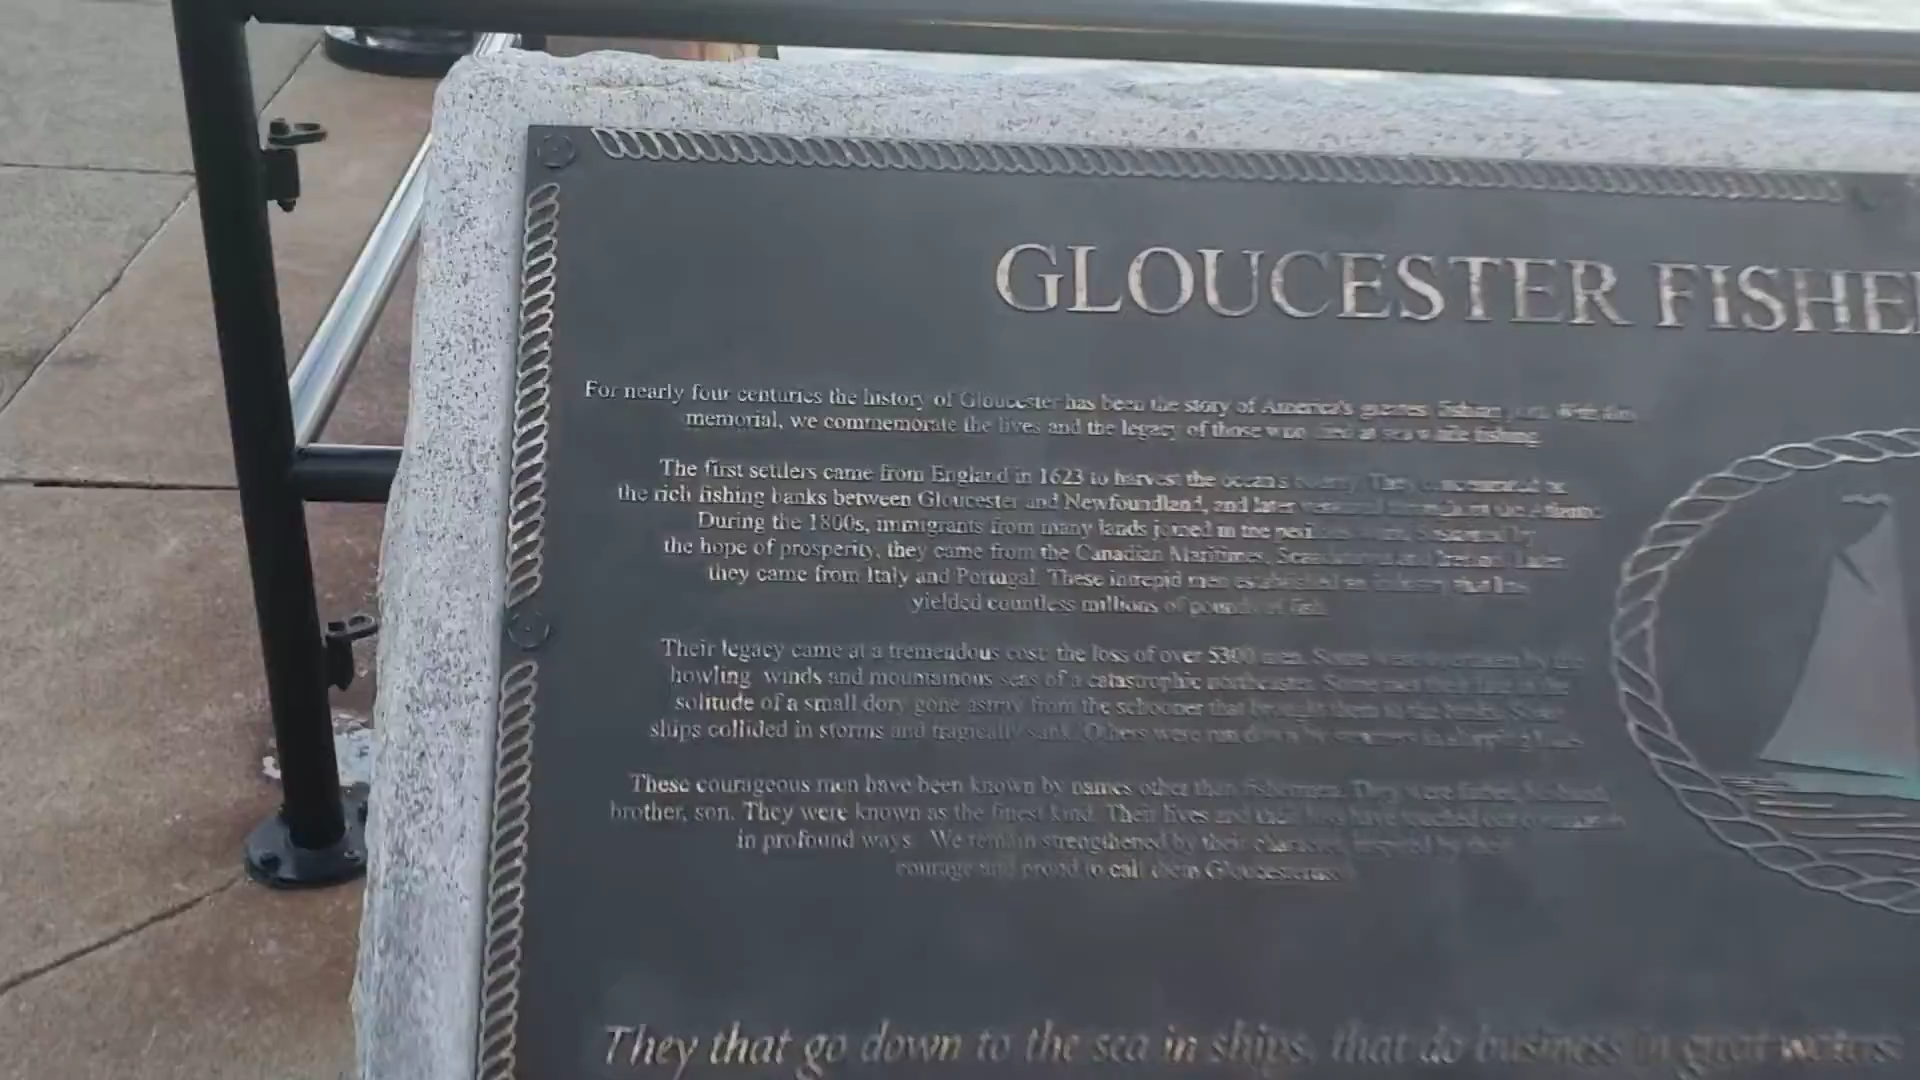 GLOUCESTER FISHE
For nearly four centuries the history of Gloucester has been the story of America's greatest fishing port. With this
memorial, we commemorate the lives and the legacy of those who died at sea while fishing.
The first settlers came from England in 1623 to harvest the ocean's bounty. They
the rich fishing banks between Gloucester and Newfoundland, and later the Atlantic.
During the 1800s, immigrants from many lands joined in the
the hope of prosperity, they came from the Canadian Maritimes, Scandinavia and Ireland. Later
they came from Italy and Portugal. These intrepid men established an industry that has
yielded countless millions of pounds of fish.
Their legacy came at a tremendous cost: the loss of over 5300 men. Some were by the
howling winds and mountainous seas of a catastrophic northeaster. Some met their fate in the
solitude of a small dory gone astray from the schooner that brought them to the
ships collided in storms and tragically sank. Others were run down by steamers in shipping lanes.
These courageous men have been known by names other than fishermen. They were father, husband,
brother, son. They were known as the finest kind. Their lives and their loss have touched our community
in profound ways. We remain strengthened by their character, inspired by their
courage and proud to call them Gloucestermen.
They that go down to the sea in ships, that do business in great waters.